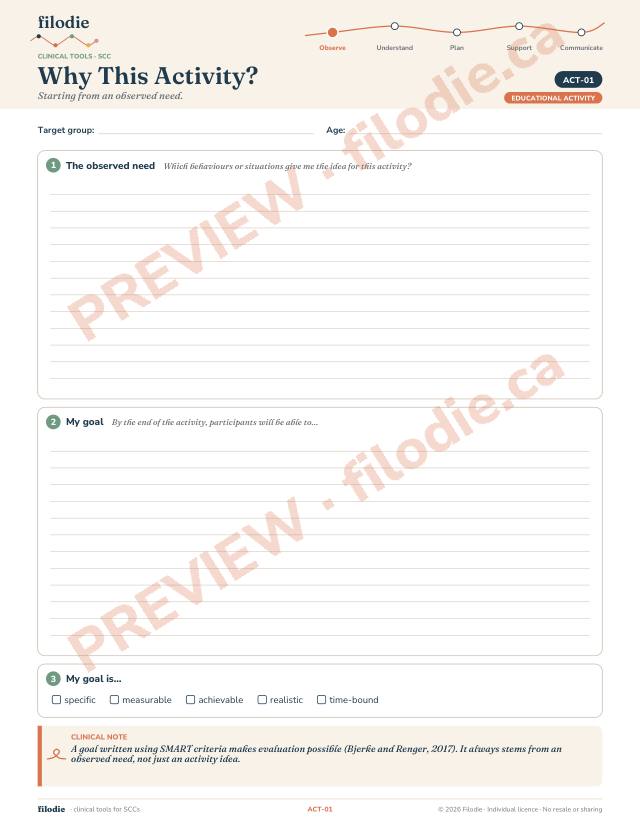 filodie
Observe Understand Plan Support Communicate
CLINICAL TOOLS · SCC
Why This Activity?
ACT-01
Starting from an observed need.
EDUCATIONAL ACTIVITY
Target group: Age:
1 The observed need Which behaviours or situations give me the idea for this activity?
PREVIEW · filodie.ca
2 My goal By the end of the activity, participants will be able to...
PREVIEW · filodie.ca
3 My goal is...
specific measurable achievable realistic time-bound
CLINICAL NOTE
A goal written using SMART criteria makes evaluation possible (Bjerke and Renger, 2017). It always stems from an
observed need, not just an activity idea.
filodie · clinical tools for SCCs ACT-01 © 2026 Filodie · Individual licence · No resale or sharing